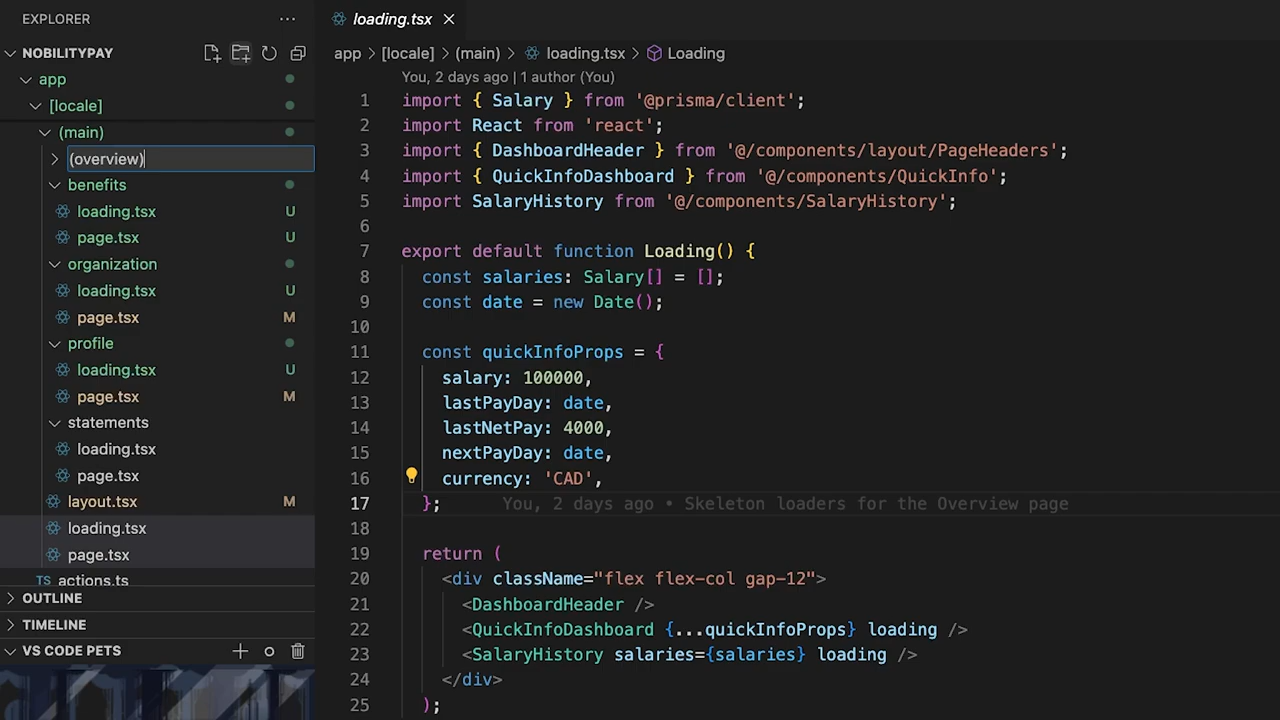 EXPLORER
NOBILITYPAY
app
[locale]
(main)
(overview)
benefits
loading.tsx U
page.tsx U
organization
loading.tsx U
page.tsx M
profile
loading.tsx U
page.tsx M
statements
loading.tsx
page.tsx
layout.tsx M
loading.tsx
page.tsx
TS actions.ts
OUTLINE
TIMELINE
VS CODE PETS
loading.tsx
app > [locale] > (main) > loading.tsx > Loading
You, 2 days ago | 1 author (You)
1 import { Salary } from '@prisma/client';
2 import React from 'react';
3 import { DashboardHeader } from '@/components/layout/PageHeaders';
4 import { QuickInfoDashboard } from '@/components/QuickInfo';
5 import SalaryHistory from '@/components/SalaryHistory';
6
7 export default function Loading() {
8 const salaries: Salary[] = [];
9 const date = new Date();
10
11 const quickInfoProps = {
12 salary: 100000,
13 lastPayDay: date,
14 lastNetPay: 4000,
15 nextPayDay: date,
16 currency: 'CAD',
17 }; You, 2 days ago • Skeleton loaders for the Overview page
18
19 return (
20 <div className="flex flex-col gap-12">
21 <DashboardHeader />
22 <QuickInfoDashboard {...quickInfoProps} loading />
23 <SalaryHistory salaries={salaries} loading />
24 </div>
25 );